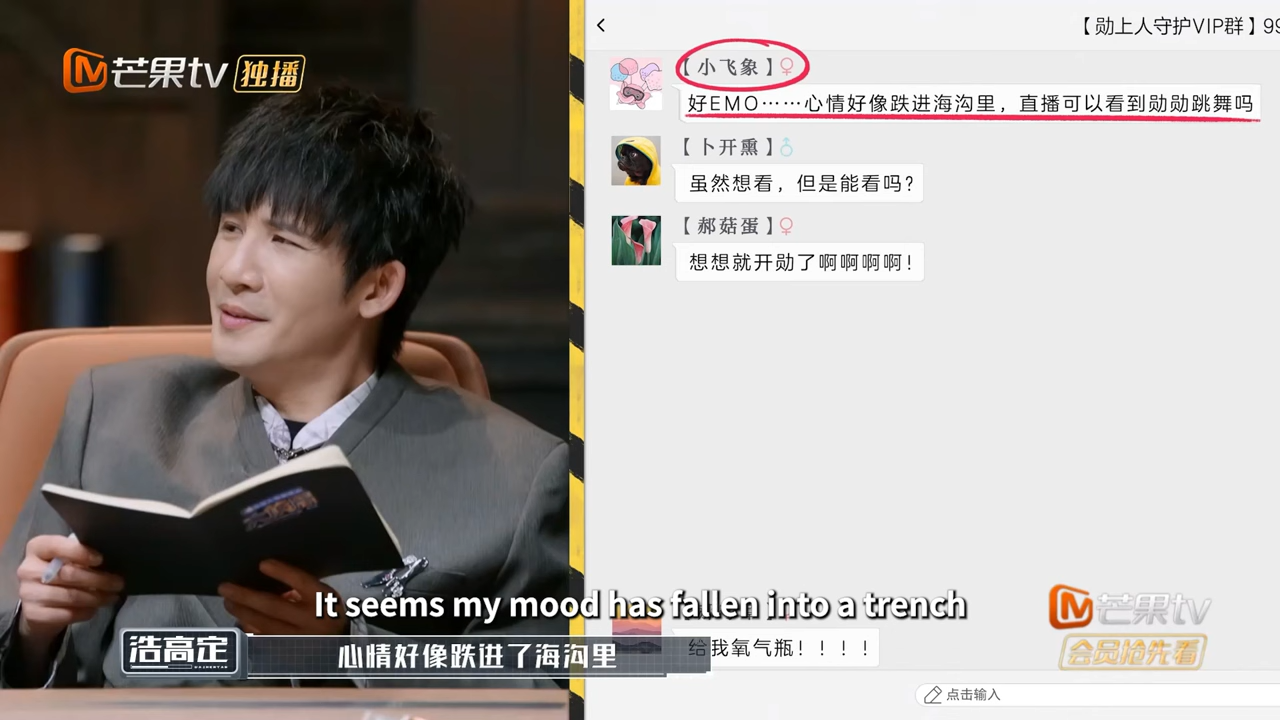 芒果tv 独播
【勋上人守护VIP群】99
【小飞象】♀
好EMO……心情好像跌进海沟里，直播可以看到勋勋跳舞吗
【卜开熏】♂
虽然想看，但是能看吗？
【郝菇蛋】♀
想想就开勋了啊啊啊啊！
It seems my mood has fallen into a trench
芒果tv
浩高定
心情好像跌进了海沟里
给我氧气瓶！！！！
会员抢先看
点击输入